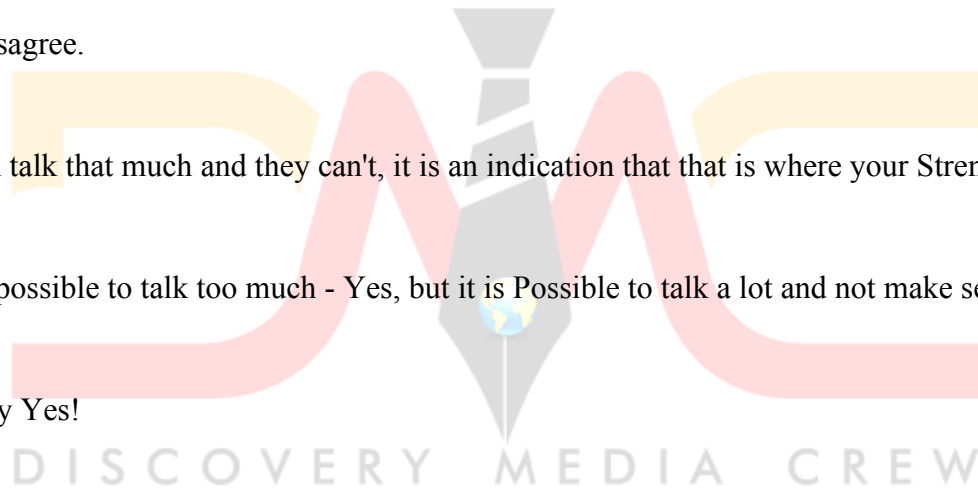 sagree.
talk that much and they can't, it is an indication that that is where your Stren
possible to talk too much - Yes, but it is Possible to talk a lot and not make se
y Yes!
DISCOVERY MEDIA CREW